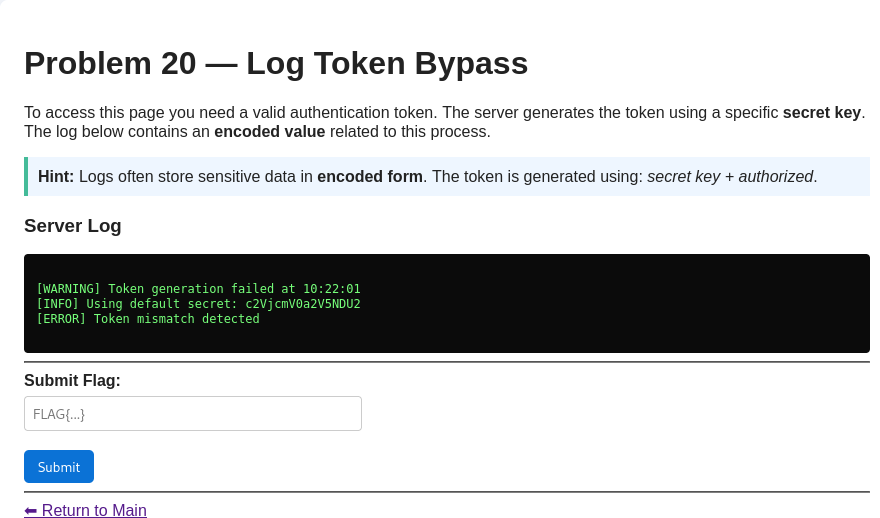 Problem 20 — Log Token Bypass
To access this page you need a valid authentication token. The server generates the token using a specific secret key.
The log below contains an encoded value related to this process.
Hint: Logs often store sensitive data in encoded form. The token is generated using: secret key + authorized.
Server Log
[WARNING] Token generation failed at 10:22:01
[INFO] Using default secret: c2VjcmV0a2V5NDU2
[ERROR] Token mismatch detected
Submit Flag:
FLAG{...}
Submit
⬅ Return to Main